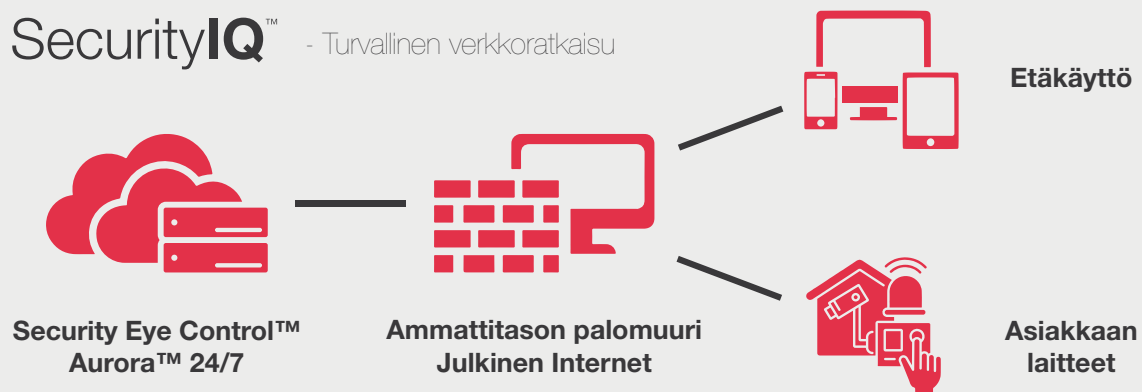 SecurityIQ™ - Turvallinen verkkoratkaisu
Etäkäyttö
Security Eye Control™
Aurora™ 24/7
Ammattitason palomuuri
Julkinen Internet
Asiakkaan
laitteet